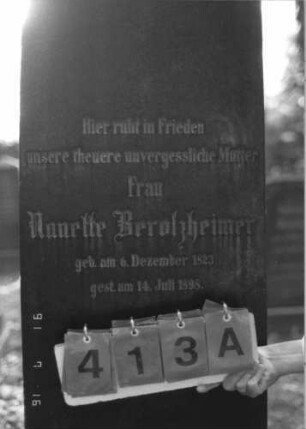 Hier ruht in Frieden
unsere theuere unvergessliche Mutter
Frau
Nanette Berolzheimer
geb. am 6. Dezember 1823
gest. am 14. Juli 1898.
413A
91 7 16